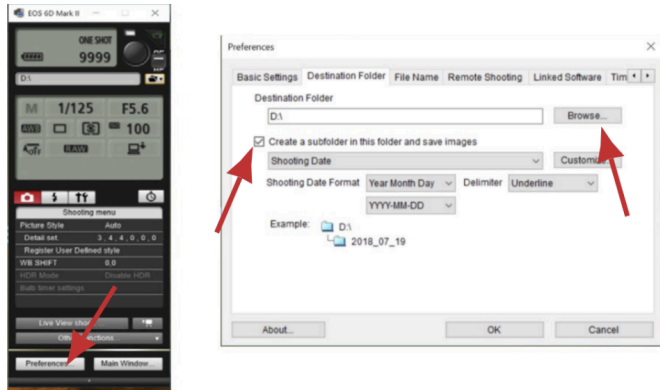 EOS 6D Mark II
ONE SHOT
9999
D:\
M 1/125 F5.6
AWB 100
OFF RAW
Shooting menu
Picture Style Auto
Detail set. 3 , 4 , 4 , 0 , 0 , 0
Register User Defined style
WB SHIFT 0,0
HDR Mode Disable HDR
Bulb timer settings
Live View shoot
Other Functions
Preferences... Main Window...
Preferences
Basic Settings Destination Folder File Name Remote Shooting Linked Software Tim
Destination Folder
D:\ Browse...
Create a subfolder in this folder and save images
Shooting Date Customize...
Shooting Date Format Year Month Day Delimiter Underline
YYYY-MM-DD
Example: D:\
2018_07_19
About... OK Cancel